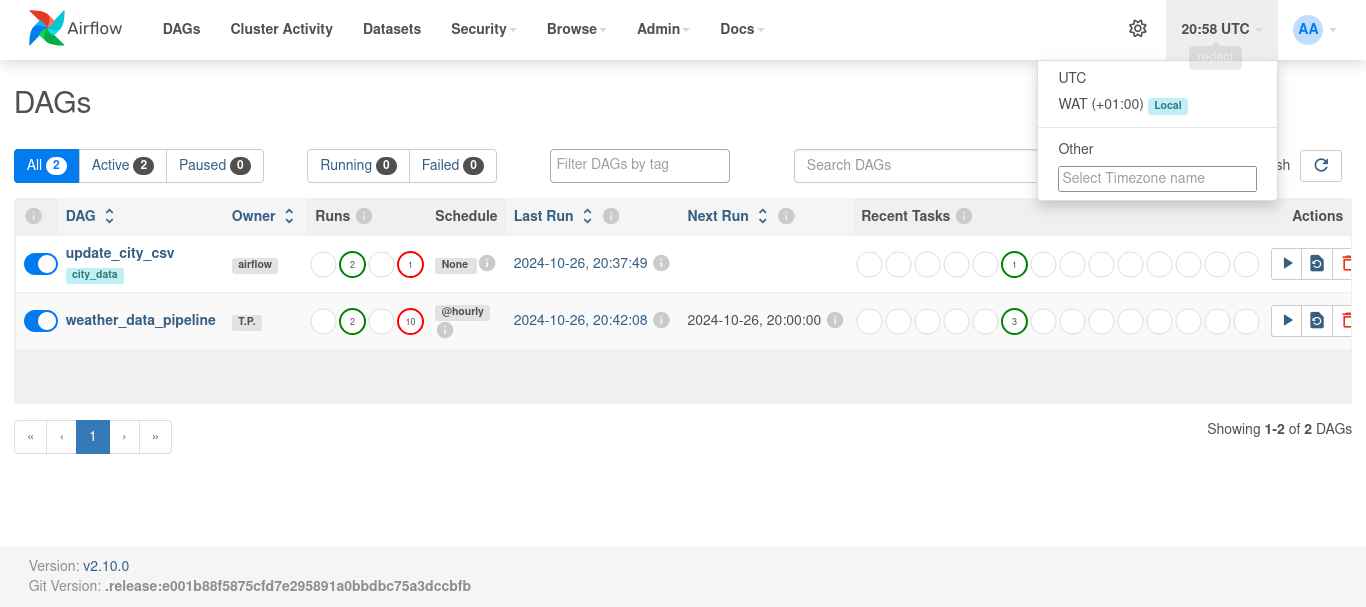 Airflow DAGs Cluster Activity Datasets Security Browse Admin Docs 20:58 UTC AA
redact
UTC
WAT (+01:00) Local
Other
Select Timezone name
DAGs
All 2 Active 2 Paused 0 Running 0 Failed 0 Filter DAGs by tag Search DAGs sh
DAG Owner Runs Schedule Last Run Next Run Recent Tasks Actions
update_city_csv airflow 2 1 None 2024-10-26, 20:37:49 1
city_data
weather_data_pipeline T.P. 2 10 @hourly 2024-10-26, 20:42:08 2024-10-26, 20:00:00 3
« ‹ 1 › »
Showing 1-2 of 2 DAGs
Version: v2.10.0
Git Version: .release:e001b88f5875cfd7e295891a0bbdbc75a3dccbfb